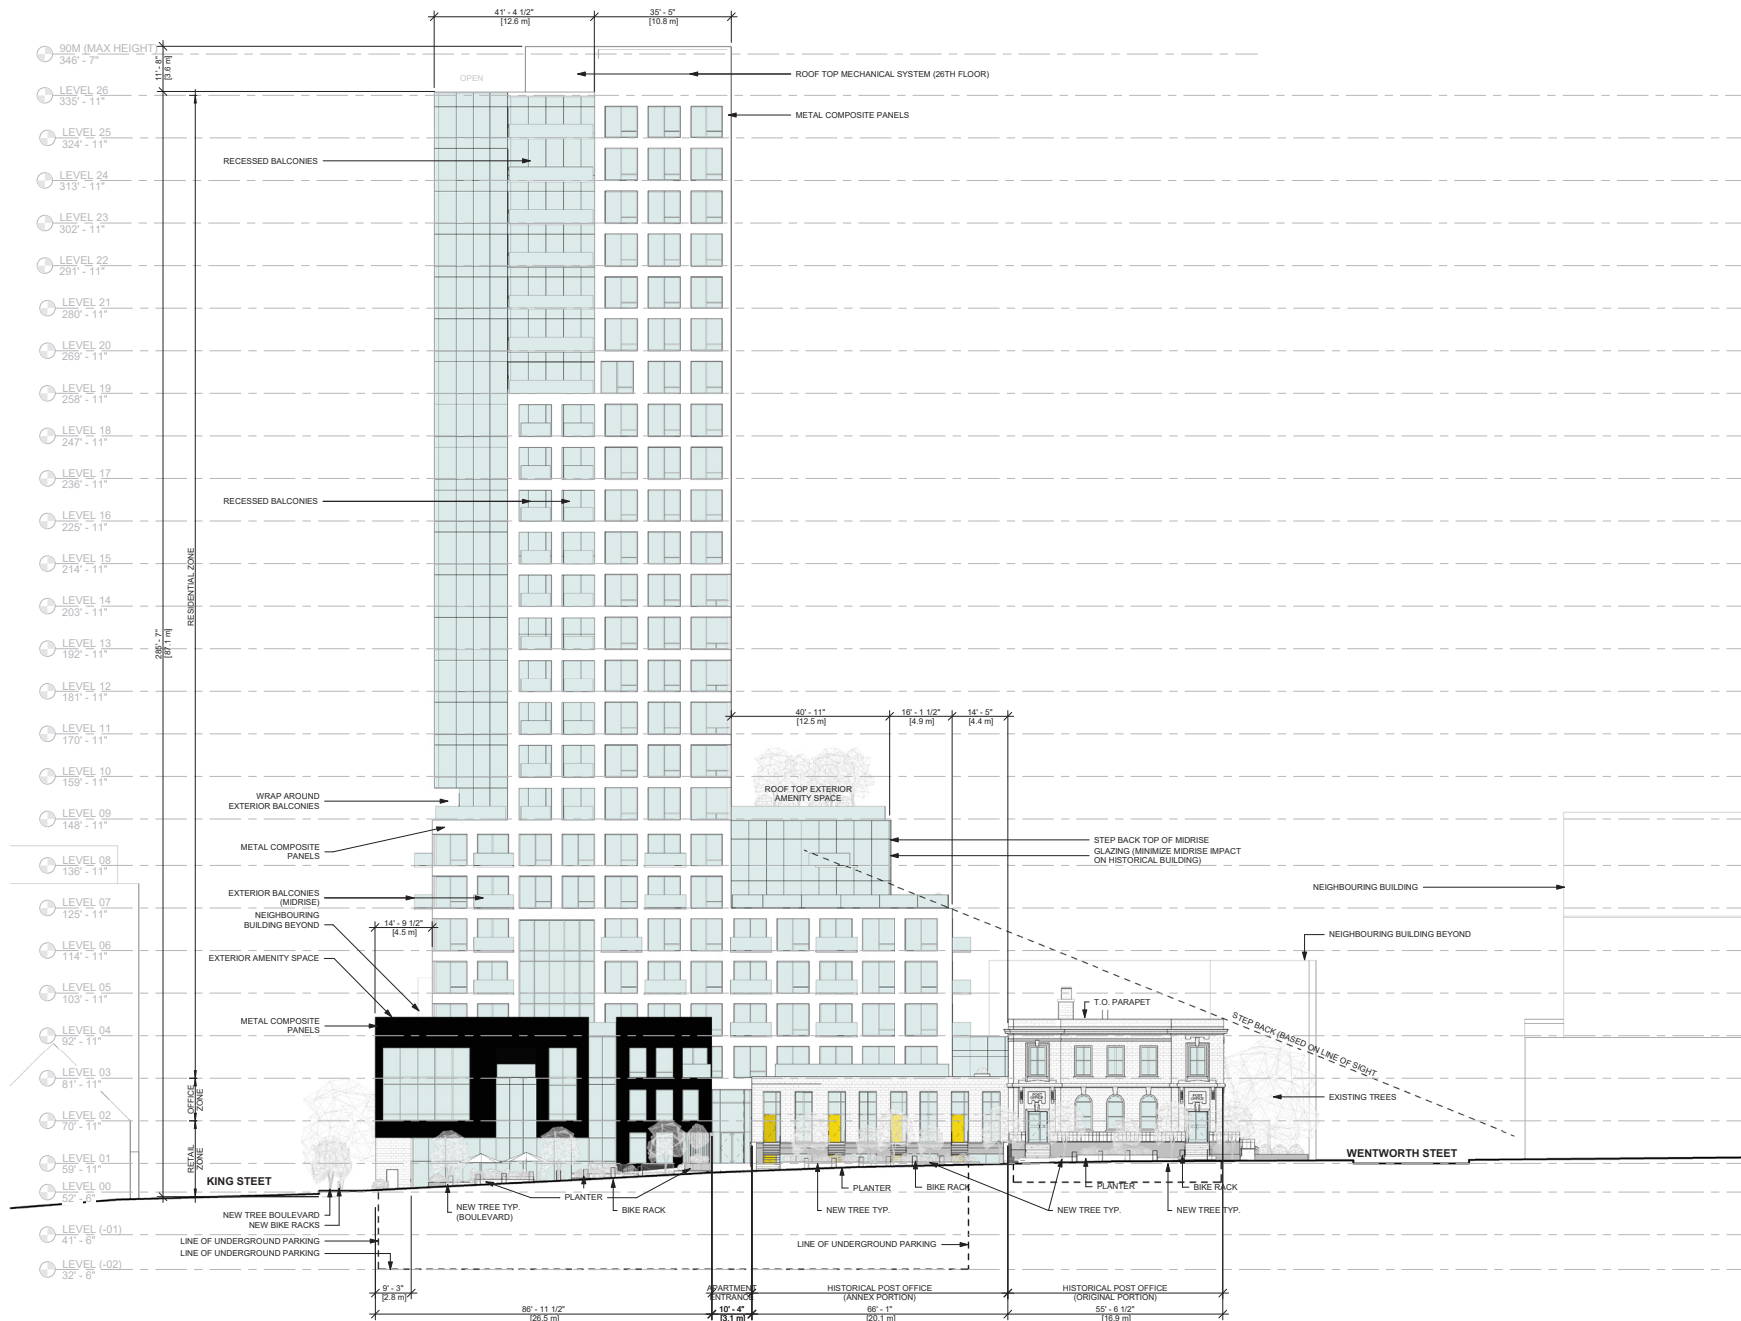 41' - 4 1/2"
[12.6 m]
35' - 5"
[10.8 m]
90M (MAX HEIGHT)
346' - 7"
11' - 8"
[3.6 m]
OPEN
ROOF TOP MECHANICAL SYSTEM (26TH FLOOR)
LEVEL 26
335' - 11"
METAL COMPOSITE PANELS
LEVEL 25
324' - 11"
RECESSED BALCONIES
LEVEL 24
313' - 11"
LEVEL 23
302' - 11"
LEVEL 22
291' - 11"
LEVEL 21
280' - 11"
LEVEL 20
269' - 11"
LEVEL 19
258' - 11"
LEVEL 18
247' - 11"
LEVEL 17
236' - 11"
RECESSED BALCONIES
LEVEL 16
225' - 11"
LEVEL 15
214' - 11"
RESIDENTIAL ZONE
LEVEL 14
203' - 11"
285' - 7"
[87.1 m]
LEVEL 13
192' - 11"
LEVEL 12
181' - 11"
40' - 11"
[12.5 m]
16' - 1 1/2"
[4.9 m]
14' - 5"
[4.4 m]
LEVEL 11
170' - 11"
LEVEL 10
159' - 11"
WRAP AROUND
EXTERIOR BALCONIES
ROOF TOP EXTERIOR
AMENITY SPACE
LEVEL 09
148' - 11"
METAL COMPOSITE
PANELS
STEP BACK TOP OF MIDRISE
GLAZING (MINIMIZE MIDRISE IMPACT
ON HISTORICAL BUILDING)
LEVEL 08
136' - 11"
NEIGHBOURING BUILDING
EXTERIOR BALCONIES
(MIDRISE)
LEVEL 07
125' - 11"
NEIGHBOURING
BUILDING BEYOND
14' - 9 1/2"
[4.5 m]
NEIGHBOURING BUILDING BEYOND
LEVEL 06
114' - 11"
EXTERIOR AMENITY SPACE
LEVEL 05
103' - 11"
T.O. PARAPET
METAL COMPOSITE
PANELS
STEP BACK (BASED ON LINE OF SIGHT
LEVEL 04
92' - 11"
LEVEL 03
81' - 11"
OFFICE
ZONE
EXISTING TREES
LEVEL 02
70' - 11"
RETAIL
ZONE
LEVEL 01
59' - 11"
WENTWORTH STEET
KING STEET
LEVEL 00
52' - 6"
PLANTER
PLANTER
BIKE RACK
PLANTER
BIKE RACK
NEW TREE BOULEVARD
NEW BIKE RACKS
NEW TREE TYP.
(BOULEVARD)
BIKE RACK
NEW TREE TYP.
NEW TREE TYP.
NEW TREE TYP.
LEVEL (-01)
41' - 6"
LINE OF UNDERGROUND PARKING
LINE OF UNDERGROUND PARKING
LINE OF UNDERGROUND PARKING
LEVEL (-02)
32' - 6"
9' - 3"
[2.8 m]
APARTMENT
ENTRANCE
HISTORICAL POST OFFICE
(ANNEX PORTION)
HISTORICAL POST OFFICE
(ORIGINAL PORTION)
86' - 11 1/2"
[26.5 m]
10' - 4"
[3.1 m]
66' - 1"
[20.1 m]
55' - 6 1/2"
[16.9 m]